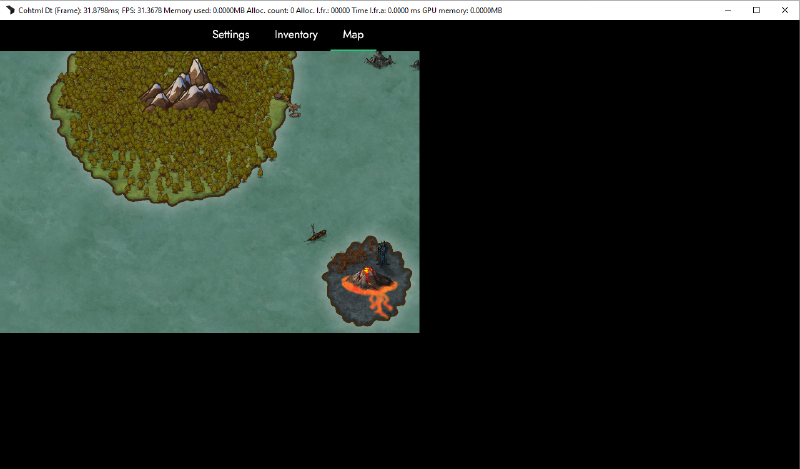 Cohtml Dt (Frame): 31.8798ms; FPS: 31.3678 Memory used: 0.0000MB Alloc. count: 0 Alloc. l.fr.: 00000 Time l.fr.a: 0.0000 ms GPU memory: 0.0000MB
Settings Inventory Map